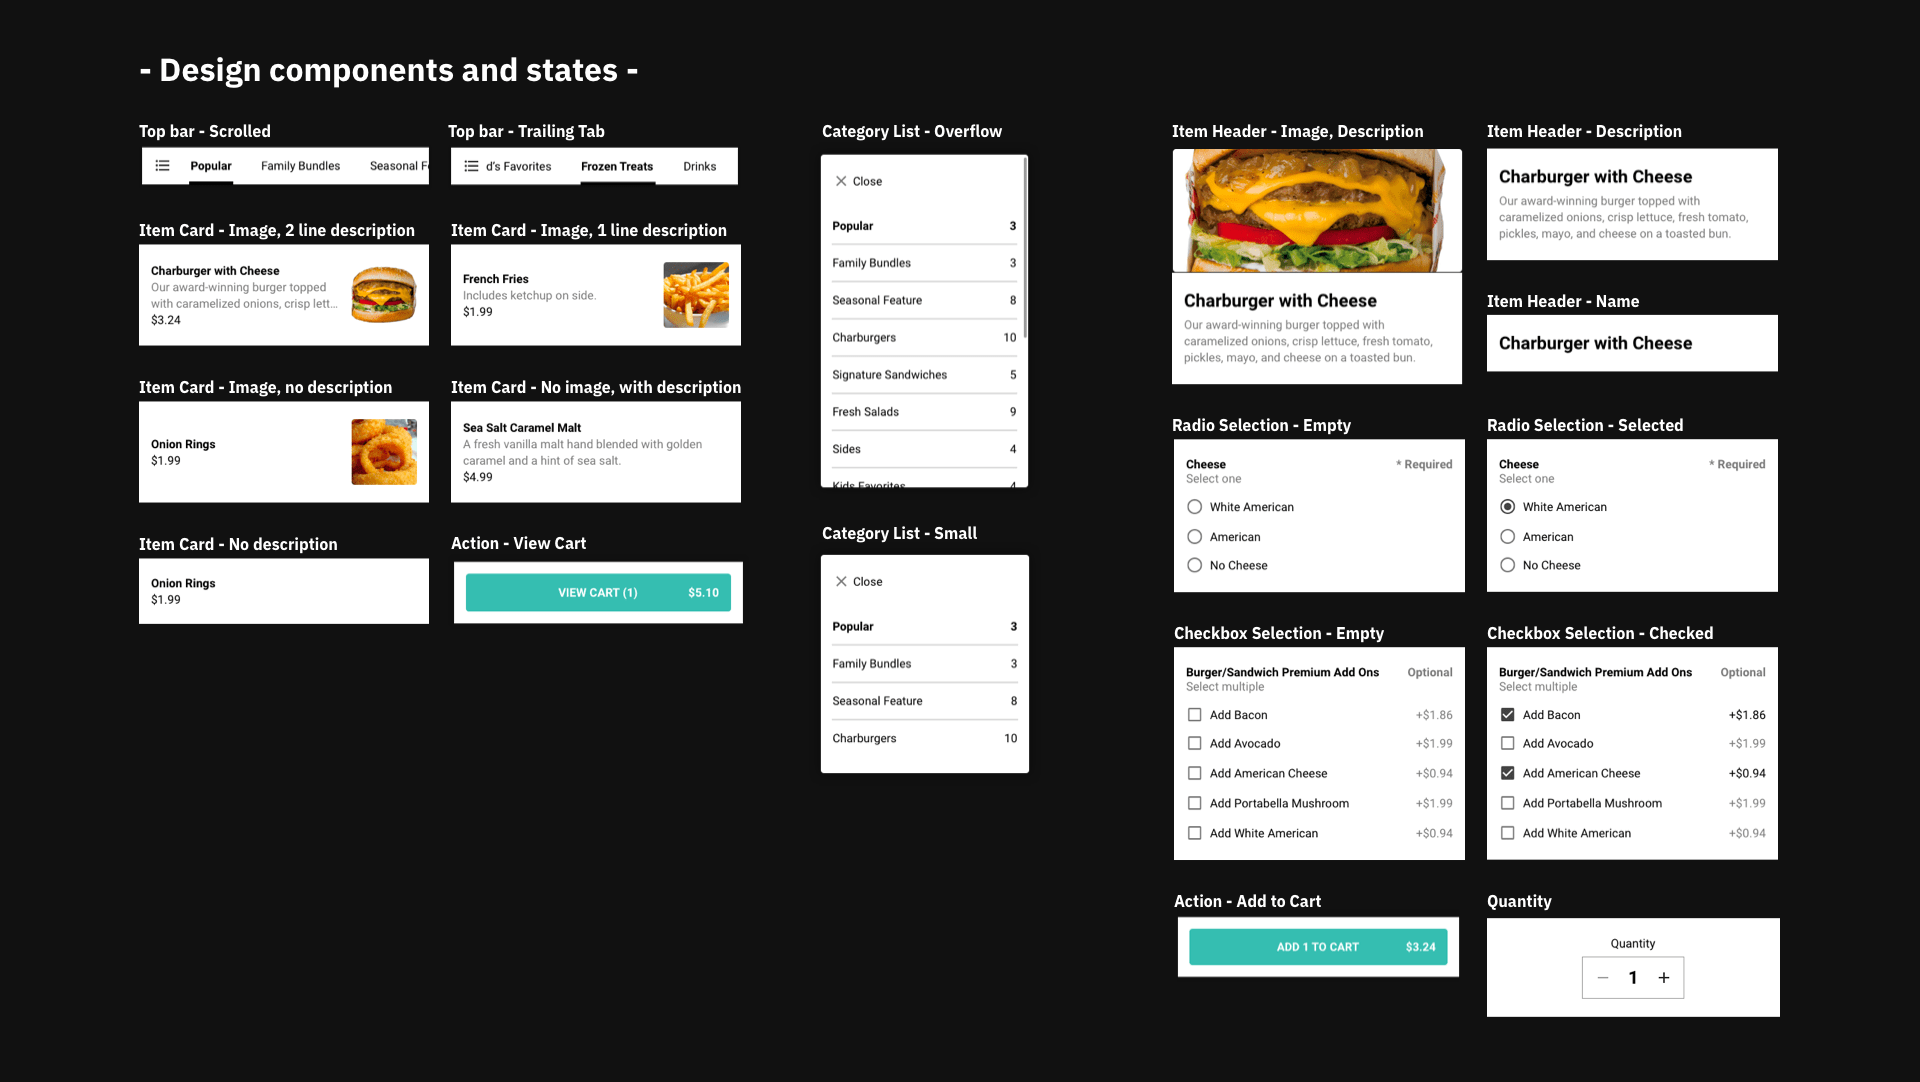 - Design components and states -
Top bar - Scrolled
Popular
Family Bundles
Seasonal Fe
Top bar - Trailing Tab
d's Favorites
Frozen Treats
Drinks
Item Card - Image, 2 line description
Charburger with Cheese
Our award-winning burger topped
with caramelized onions, crisp lett...
$3.24
Item Card - Image, 1 line description
French Fries
Includes ketchup on side.
$1.99
Item Card - Image, no description
Onion Rings
$1.99
Item Card - No image, with description
Sea Salt Caramel Malt
A fresh vanilla malt hand blended with golden
caramel and a hint of sea salt.
$4.99
Item Card - No description
Onion Rings
$1.99
Action - View Cart
VIEW CART (1) $5.10
Category List - Overflow
Close
Popular 3
Family Bundles 3
Seasonal Feature 8
Charburgers 10
Signature Sandwiches 5
Fresh Salads 9
Sides 4
Kids Favorites 4
Category List - Small
Close
Popular 3
Family Bundles 3
Seasonal Feature 8
Charburgers 10
Item Header - Image, Description
Charburger with Cheese
Our award-winning burger topped with
caramelized onions, crisp lettuce, fresh tomato,
pickles, mayo, and cheese on a toasted bun.
Item Header - Description
Charburger with Cheese
Our award-winning burger topped with
caramelized onions, crisp lettuce, fresh tomato,
pickles, mayo, and cheese on a toasted bun.
Item Header - Name
Charburger with Cheese
Radio Selection - Empty
Cheese * Required
Select one
White American
American
No Cheese
Radio Selection - Selected
Cheese * Required
Select one
White American
American
No Cheese
Checkbox Selection - Empty
Burger/Sandwich Premium Add Ons Optional
Select multiple
Add Bacon +$1.86
Add Avocado +$1.99
Add American Cheese +$0.94
Add Portabella Mushroom +$1.99
Add White American +$0.94
Checkbox Selection - Checked
Burger/Sandwich Premium Add Ons Optional
Select multiple
Add Bacon +$1.86
Add Avocado +$1.99
Add American Cheese +$0.94
Add Portabella Mushroom +$1.99
Add White American +$0.94
Action - Add to Cart
ADD 1 TO CART $3.24
Quantity
Quantity
1